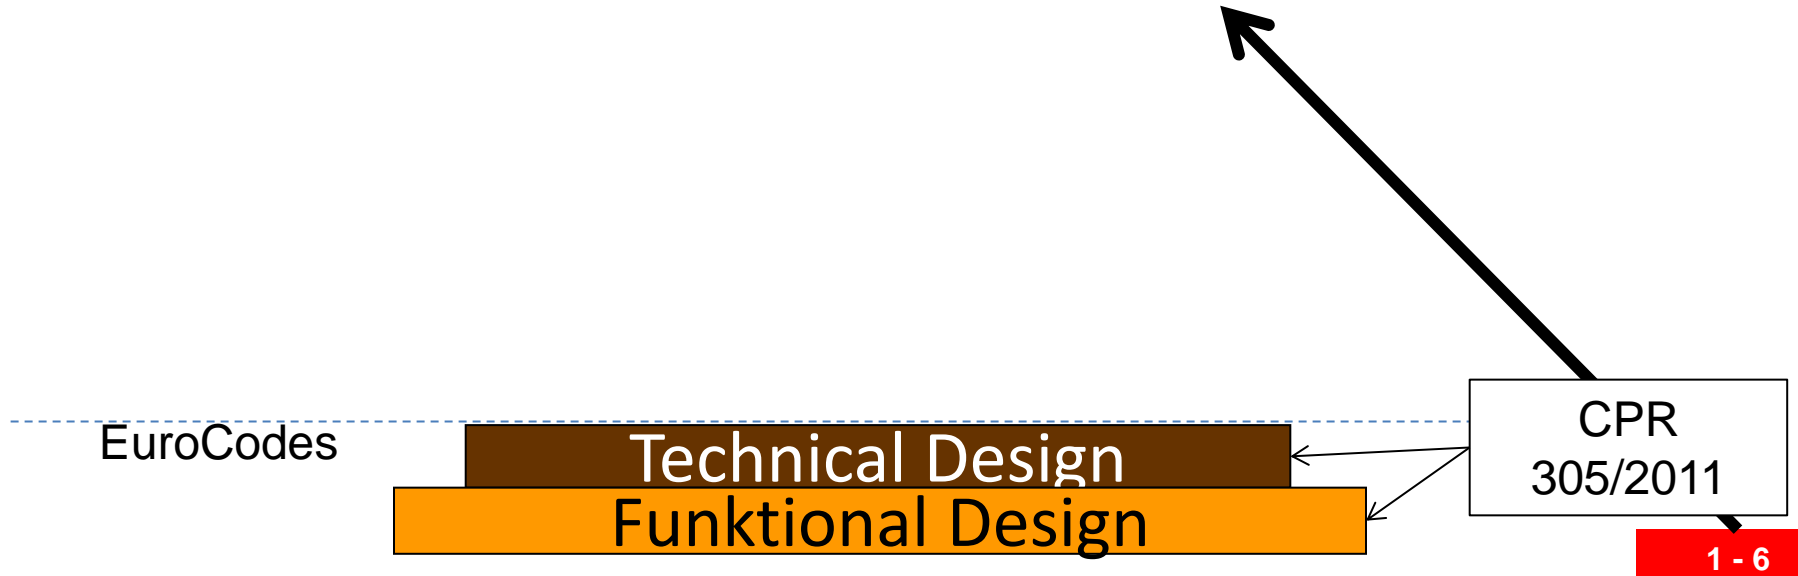 EuroCodes
Technical Design
Funktional Design
CPR
305/2011
1 - 6